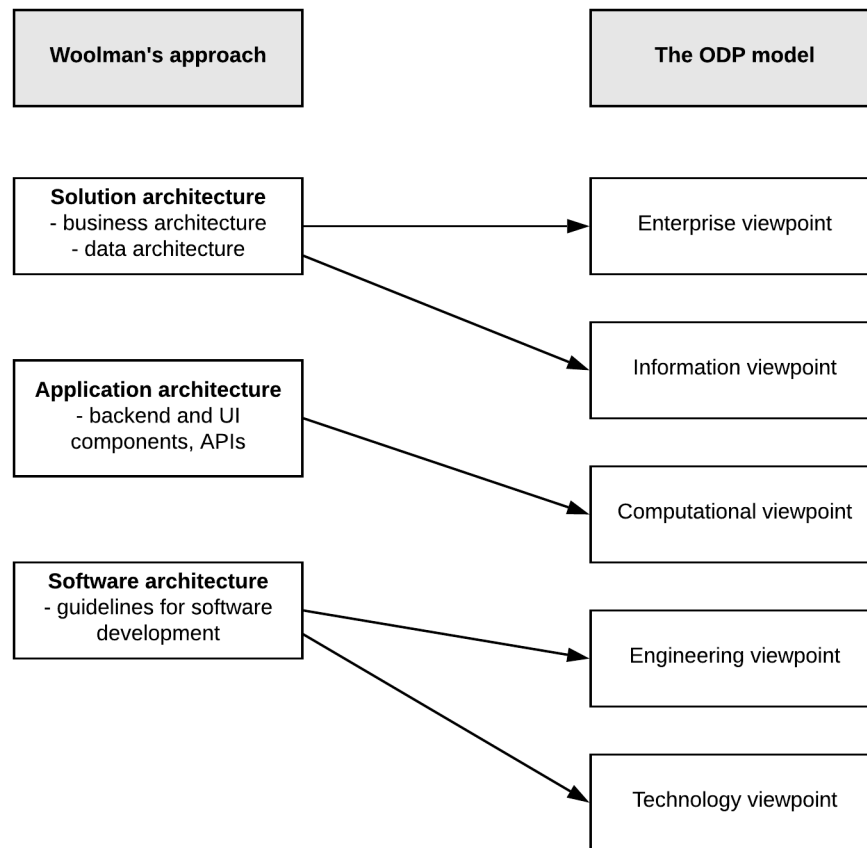 Woolman's approach
The ODP model
Solution architecture
- business architecture
- data architecture
Enterprise viewpoint
Information viewpoint
Application architecture
- backend and UI
components, APIs
Computational viewpoint
Software architecture
- guidelines for software
development
Engineering viewpoint
Technology viewpoint